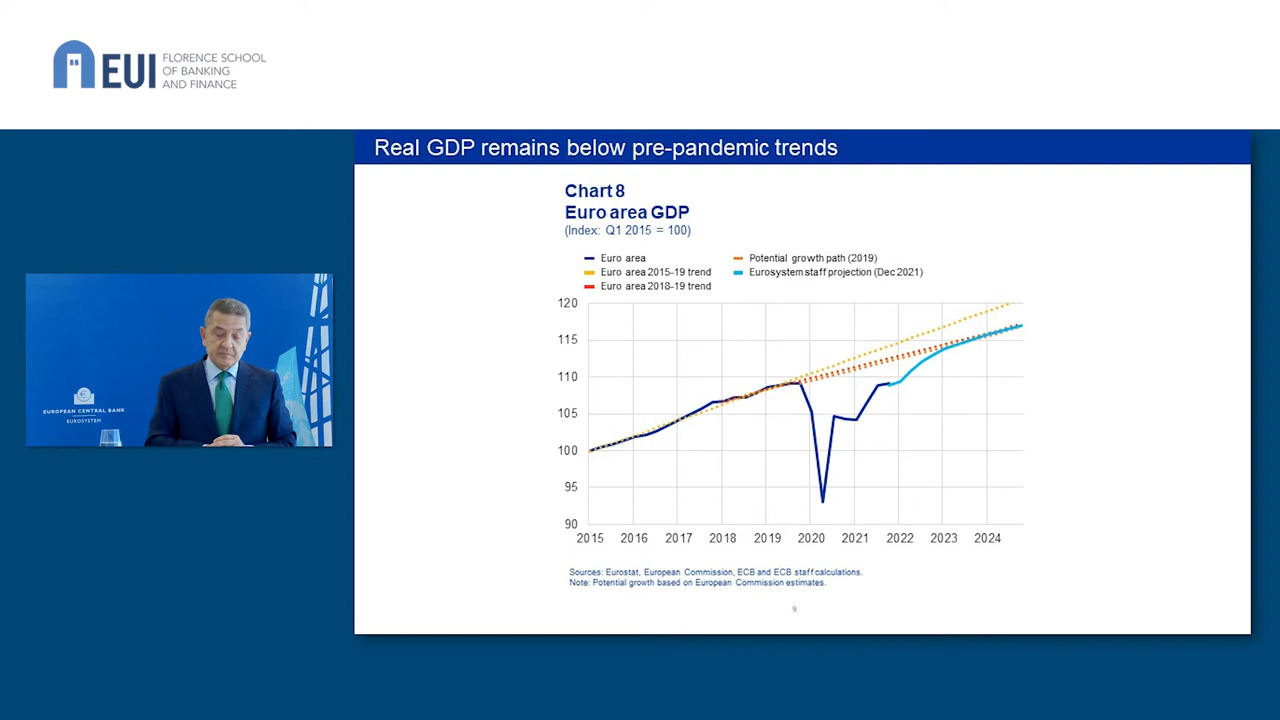 EUI
FLORENCE SCHOOL
OF BANKING
AND FINANCE
Real GDP remains below pre-pandemic trends
Chart 8
Euro area GDP
(Index: Q1 2015 = 100)
Euro area
Potential growth path (2019)
Euro area 2015-19 trend
Eurosystem staff projection (Dec 2021)
Euro area 2018-19 trend
120
115
110
105
100
95
90
2015 2016 2017 2018 2019 2020 2021 2022 2023 2024
Sources: Eurostat, European Commission, ECB and ECB staff calculations.
Note: Potential growth based on European Commission estimates.
9
EUROPEAN CENTRAL BANK
EUROSYSTEM